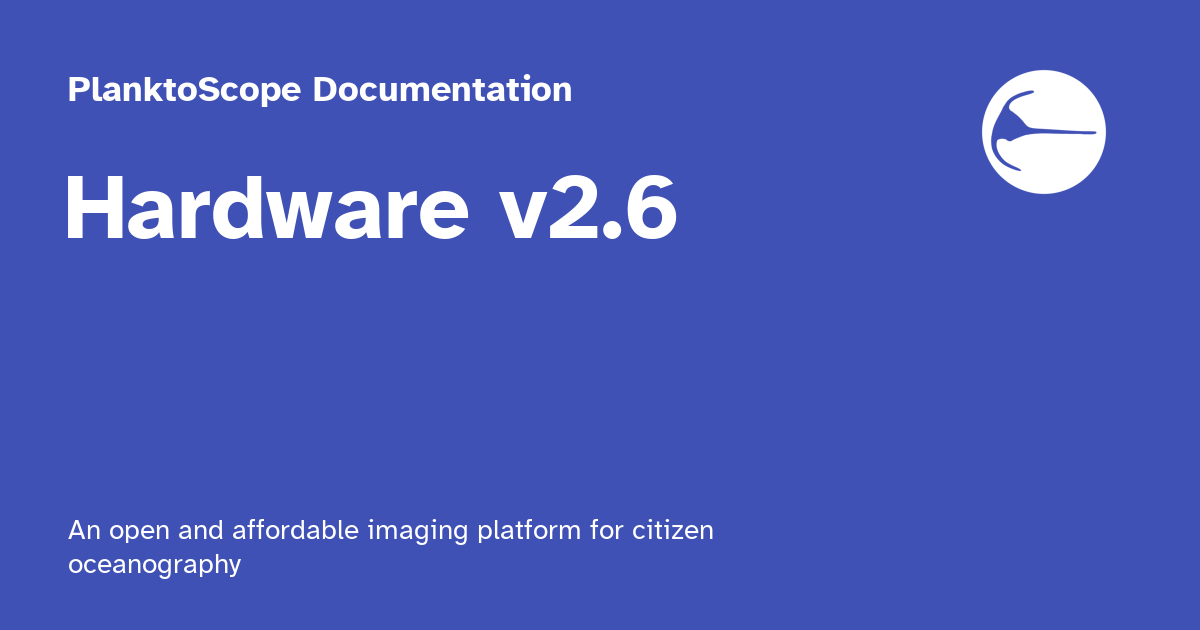 PlanktoScope Documentation
Hardware v2.6
An open and affordable imaging platform for citizen
oceanography